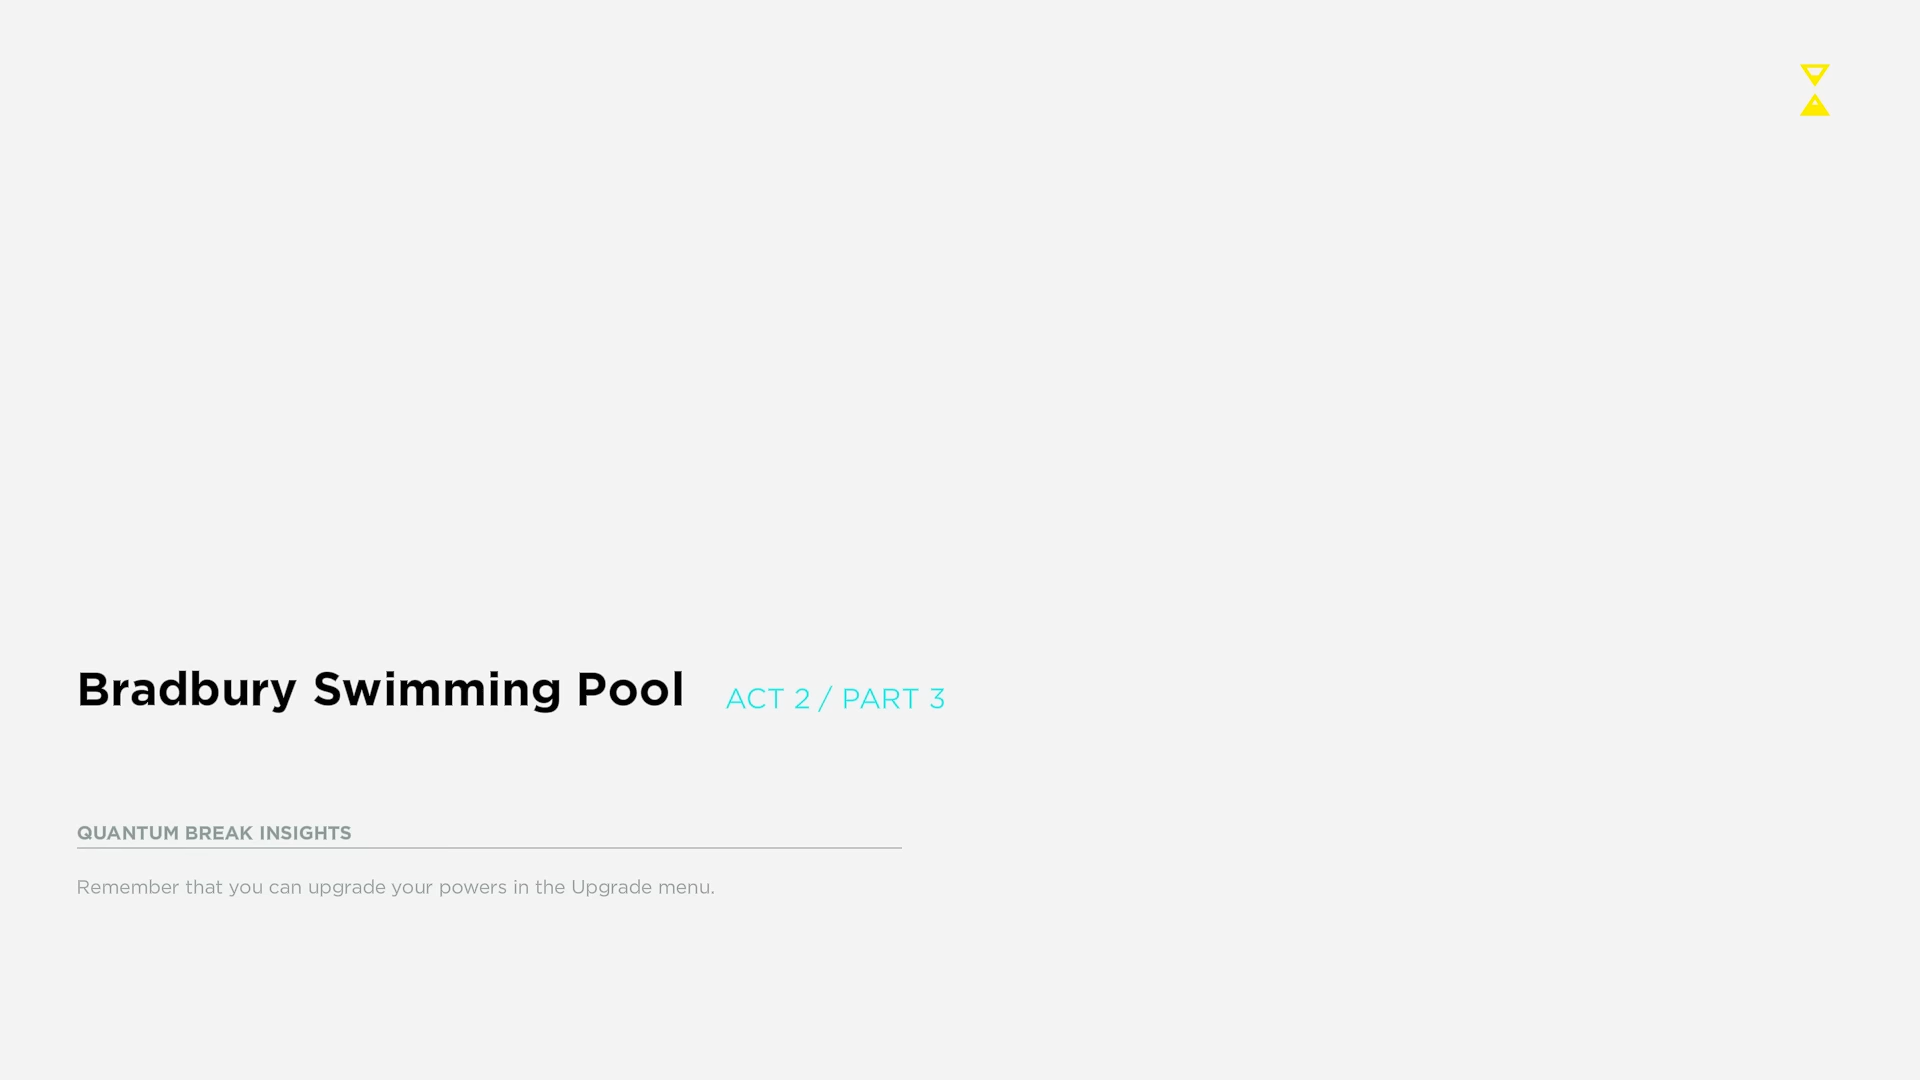 Bradbury Swimming Pool ACT 2 / PART 3
QUANTUM BREAK INSIGHTS
Remember that you can upgrade your powers in the Upgrade menu.